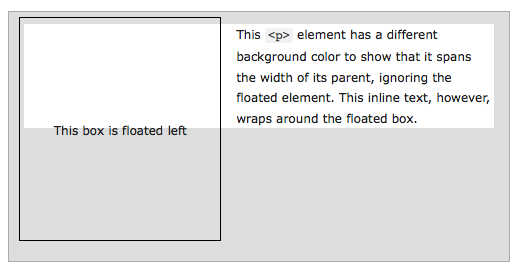 This <p> element has a different
background color to show that it spans
the width of its parent, ignoring the
floated element. This inline text, however,
wraps around the floated box.
This box is floated left